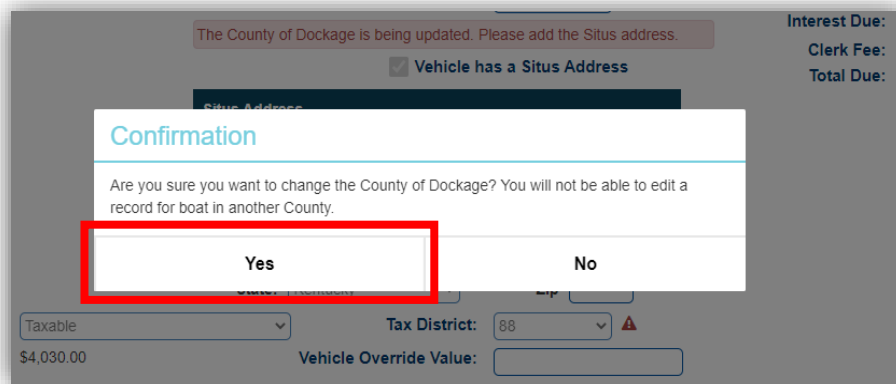 Interest Due:
The County of Dockage is being updated. Please add the Situs address.
Clerk Fee:
Vehicle has a Situs Address
Total Due:
Situs Address
Confirmation
Are you sure you want to change the County of Dockage? You will not be able to edit a
record for boat in another County.
Yes No
State: Kentucky Zip
Taxable Tax District: 88
$4,030.00 Vehicle Override Value: